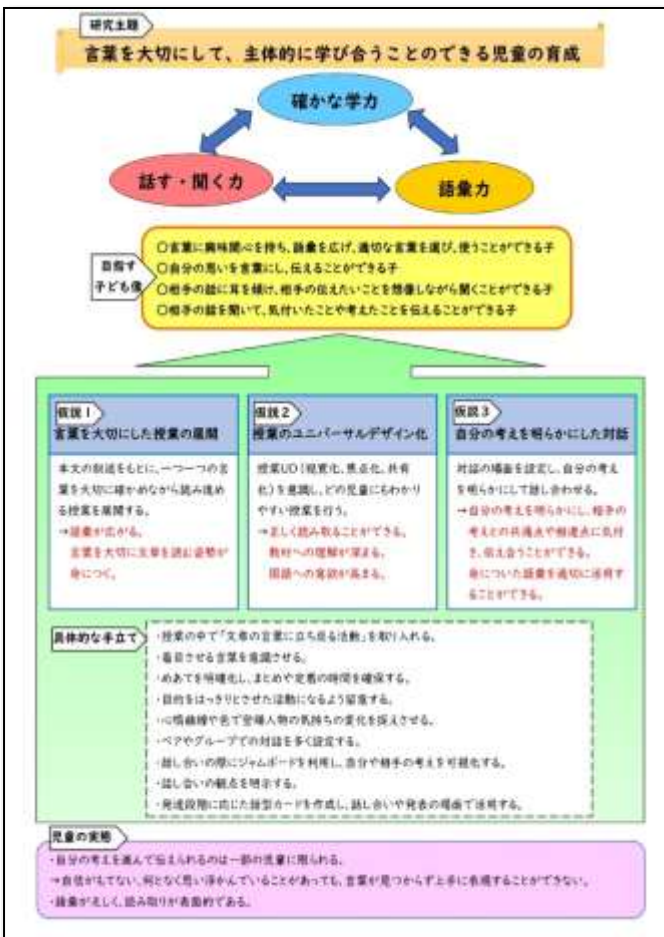 研究主題
言葉を大切にして、主体的に学び合うことのできる児童の育成
確かな学力
話す・聞く力
語彙力
目指す
子ども像
○言葉に興味関心を持ち、語彙を広げ、適切な言葉を選び、使うことができる子
○自分の思いを言葉にし、伝えることができる子
○相手の話に耳を傾け、相手の伝えたいことを想像しながら聞くことができる子
○相手の話を聞いて、気付いたことや考えたことを伝えることができる子
仮説1
言葉を大切にした授業の展開
本文の叙述をもとに、一つ一つの言
葉を大切に確かめながら読み進め
る授業を展開する。
→語彙が広がる。
言葉を大切に文章を読む姿勢が
身につく。
仮説2
授業のユニバーサルデザイン化
授業UD(視覚化、焦点化、共有
化)を意識し、どの児童にもわかり
やすい授業を行う。
→正しく読み取ることができる。
教材への理解が深まる。
国語への意欲が高まる。
仮説3
自分の考えを明らかにした対話
対話の場面を設定し、自分の考え
を明らかにして話し合わせる。
→自分の考えを明らかにし、相手の
考えとの共通点や相違点に気付
き、伝え合うことができる。
身についた語彙を適切に活用す
ることができる。
具体的な手立て
・授業の中で「文章の言葉に立ち返る活動」を取り入れる。
・着目させる言葉を意識させる。
・めあてを明確化し、まとめや定着の時間を確保する。
・目的をはっきりとさせた活動になるよう留意する。
・心情曲線や色で登場人物の気持ちの変化を捉えさせる。
・ペアやグループでの対話を多く設定する。
・話し合いの際にジャムボードを利用し、自分や相手の考えを可視化する。
・話し合いの観点を明示する。
・発達段階に応じた話型カードを作成し、話し合いや発表の場面で活用する。
児童の実態
・自分の考えを進んで伝えられるのは一部の児童に限られる。
→自信がもてない、何となく思い浮かんでいることがあっても、言葉が見つからず上手に表現することができない。
・語彙が乏しく、読み取りが表面的である。